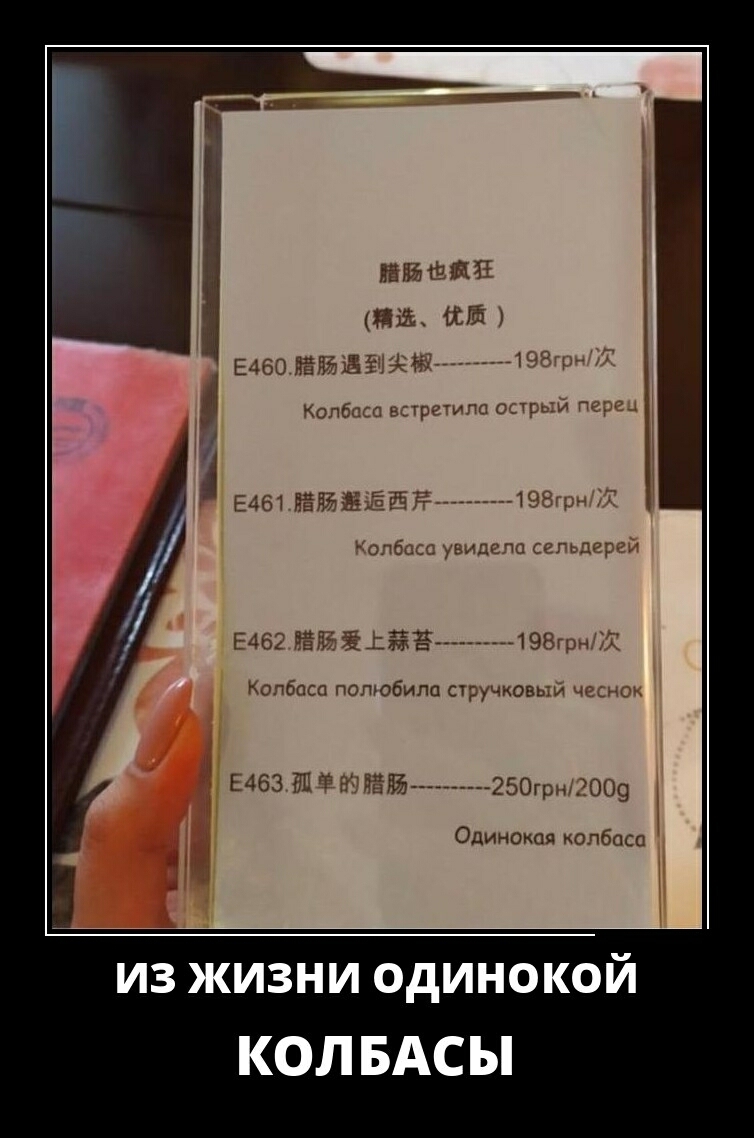 腊肠也疯狂
(精选、优质 )
E460.腊肠遇到尖椒----------198грн/次
Колбаса встретила острый перец
E461.腊肠邂逅西芹----------198грн/次
Колбаса увидела сельдерей
E462.腊肠爱上蒜苔----------198грн/次
Колбаса полюбила стручковый чеснок
E463.孤单的腊肠----------250грн/200g
Одинокая колбаса
ИЗ ЖИЗНИ ОДИНОКОЙ
КОЛБАСЫ